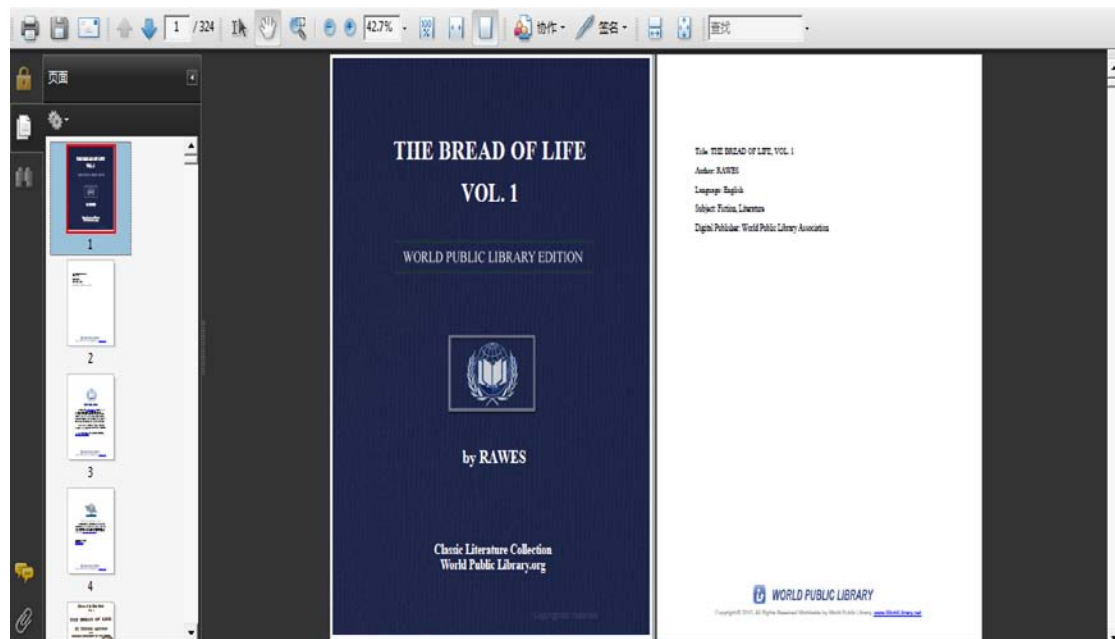 1 / 324
42.7%
协作
签名
查找
页面
1
2
3
4
THE BREAD OF LIFE
VOL. 1
WORLD PUBLIC LIBRARY EDITION
by RAWES
Classic Literature Collection
World Public Library.org
Title: THE BREAD OF LIFE, VOL. 1
Author: RAWES
Language: English
Subject: Fiction, Literature
Digital Publisher: World Public Library Association
WORLD PUBLIC LIBRARY